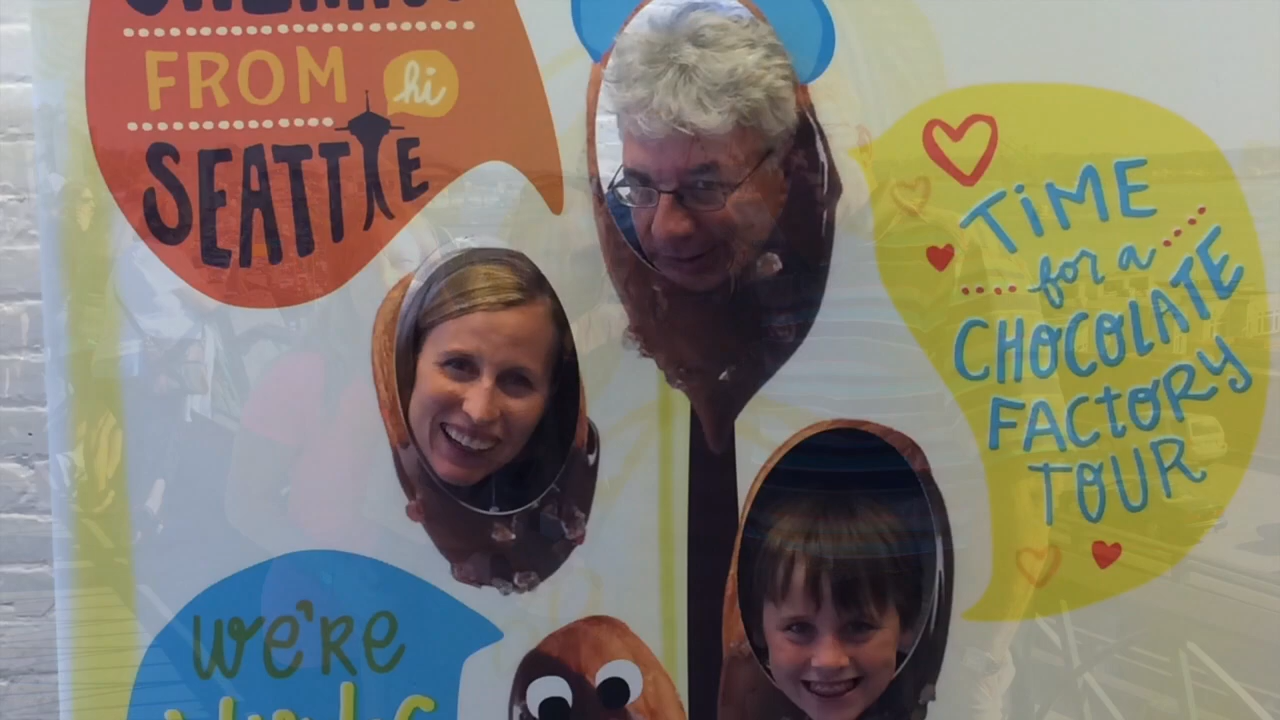 FROM
hi
SEATTLE
TiME
for a
CHOCOLATE
FACTORY
TOUR
We're